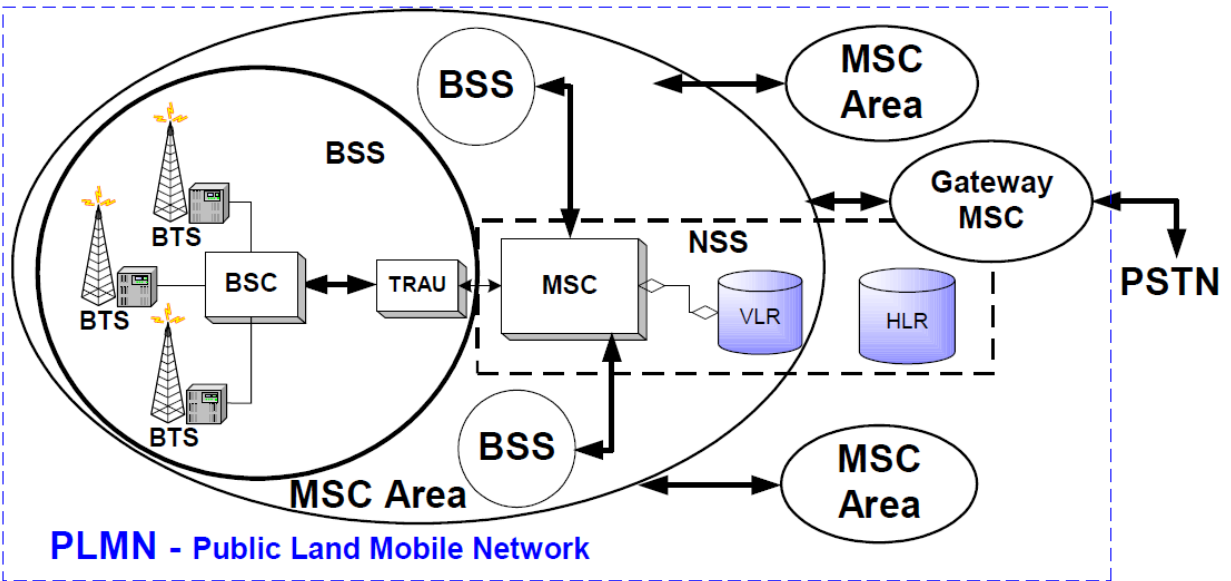 BSS
MSC
Area
BSS
Gateway
MSC
BTS
NSS
BSC
TRAU
MSC
VLR
HLR
PSTN
BTS
BTS
BSS
MSC
Area
MSC Area
PLMN - Public Land Mobile Network